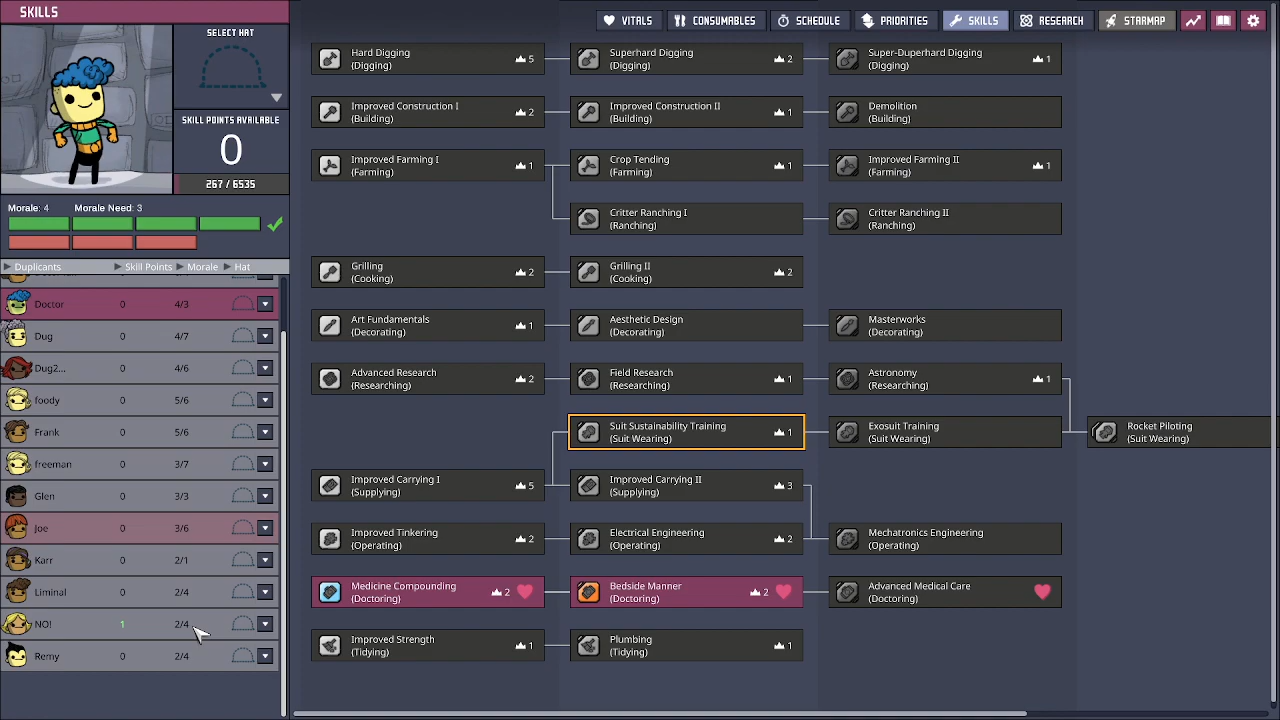 SKILLS
VITALS
CONSUMABLES
SCHEDULE
PRIORITIES
SKILLS
RESEARCH
STARMAP
SELECT HAT
SKILL POINTS AVAILABLE
0
267 / 6535
Morale: 4
Morale Need: 3
Duplicants
Skill Points
Morale
Hat
Doctor 0 4/3
Dug 0 4/7
Dug2... 0 4/6
foody 0 5/6
Frank 0 5/6
freeman 0 3/7
Glen 0 3/3
Joe 0 3/6
Karr 0 2/1
Liminal 0 2/4
NO! 1 2/4
Remy 0 2/4
Hard Digging
(Digging)
5
Superhard Digging
(Digging)
2
Super-Duperhard Digging
(Digging)
1
Improved Construction I
(Building)
2
Improved Construction II
(Building)
1
Demolition
(Building)
Improved Farming I
(Farming)
1
Crop Tending
(Farming)
1
Improved Farming II
(Farming)
1
Critter Ranching I
(Ranching)
Critter Ranching II
(Ranching)
Grilling
(Cooking)
2
Grilling II
(Cooking)
2
Art Fundamentals
(Decorating)
1
Aesthetic Design
(Decorating)
Masterworks
(Decorating)
Advanced Research
(Researching)
2
Field Research
(Researching)
1
Astronomy
(Researching)
1
Suit Sustainability Training
(Suit Wearing)
1
Exosuit Training
(Suit Wearing)
Rocket Piloting
(Suit Wearing)
Improved Carrying I
(Supplying)
5
Improved Carrying II
(Supplying)
3
Improved Tinkering
(Operating)
2
Electrical Engineering
(Operating)
2
Mechatronics Engineering
(Operating)
Medicine Compounding
(Doctoring)
2
Bedside Manner
(Doctoring)
2
Advanced Medical Care
(Doctoring)
Improved Strength
(Tidying)
1
Plumbing
(Tidying)
1